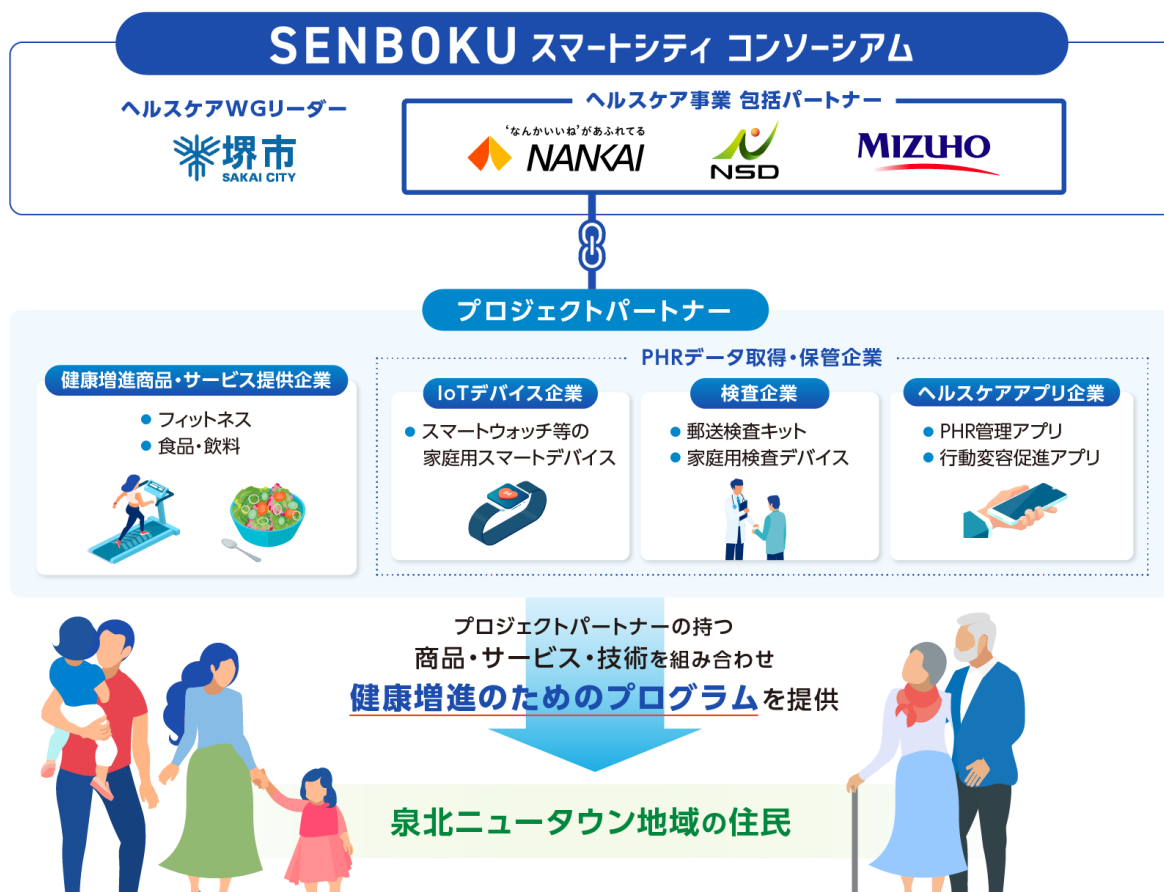 SENBOKU スマートシティ コンソーシアム
ヘルスケアWGリーダー
堺市
SAKAI CITY
ヘルスケア事業 包括パートナー
‘なんかいいね’があふれてる
NANKAI
NSD
MIZUHO
プロジェクトパートナー
健康増進商品・サービス提供企業
● フィットネス
● 食品・飲料
PHRデータ取得・保管企業
IoTデバイス企業
● スマートウォッチ等の
家庭用スマートデバイス
検査企業
● 郵送検査キット
● 家庭用検査デバイス
ヘルスケアアプリ企業
● PHR管理アプリ
● 行動変容促進アプリ
プロジェクトパートナーの持つ
商品・サービス・技術を組み合わせ
健康増進のためのプログラムを提供
泉北ニュータウン地域の住民